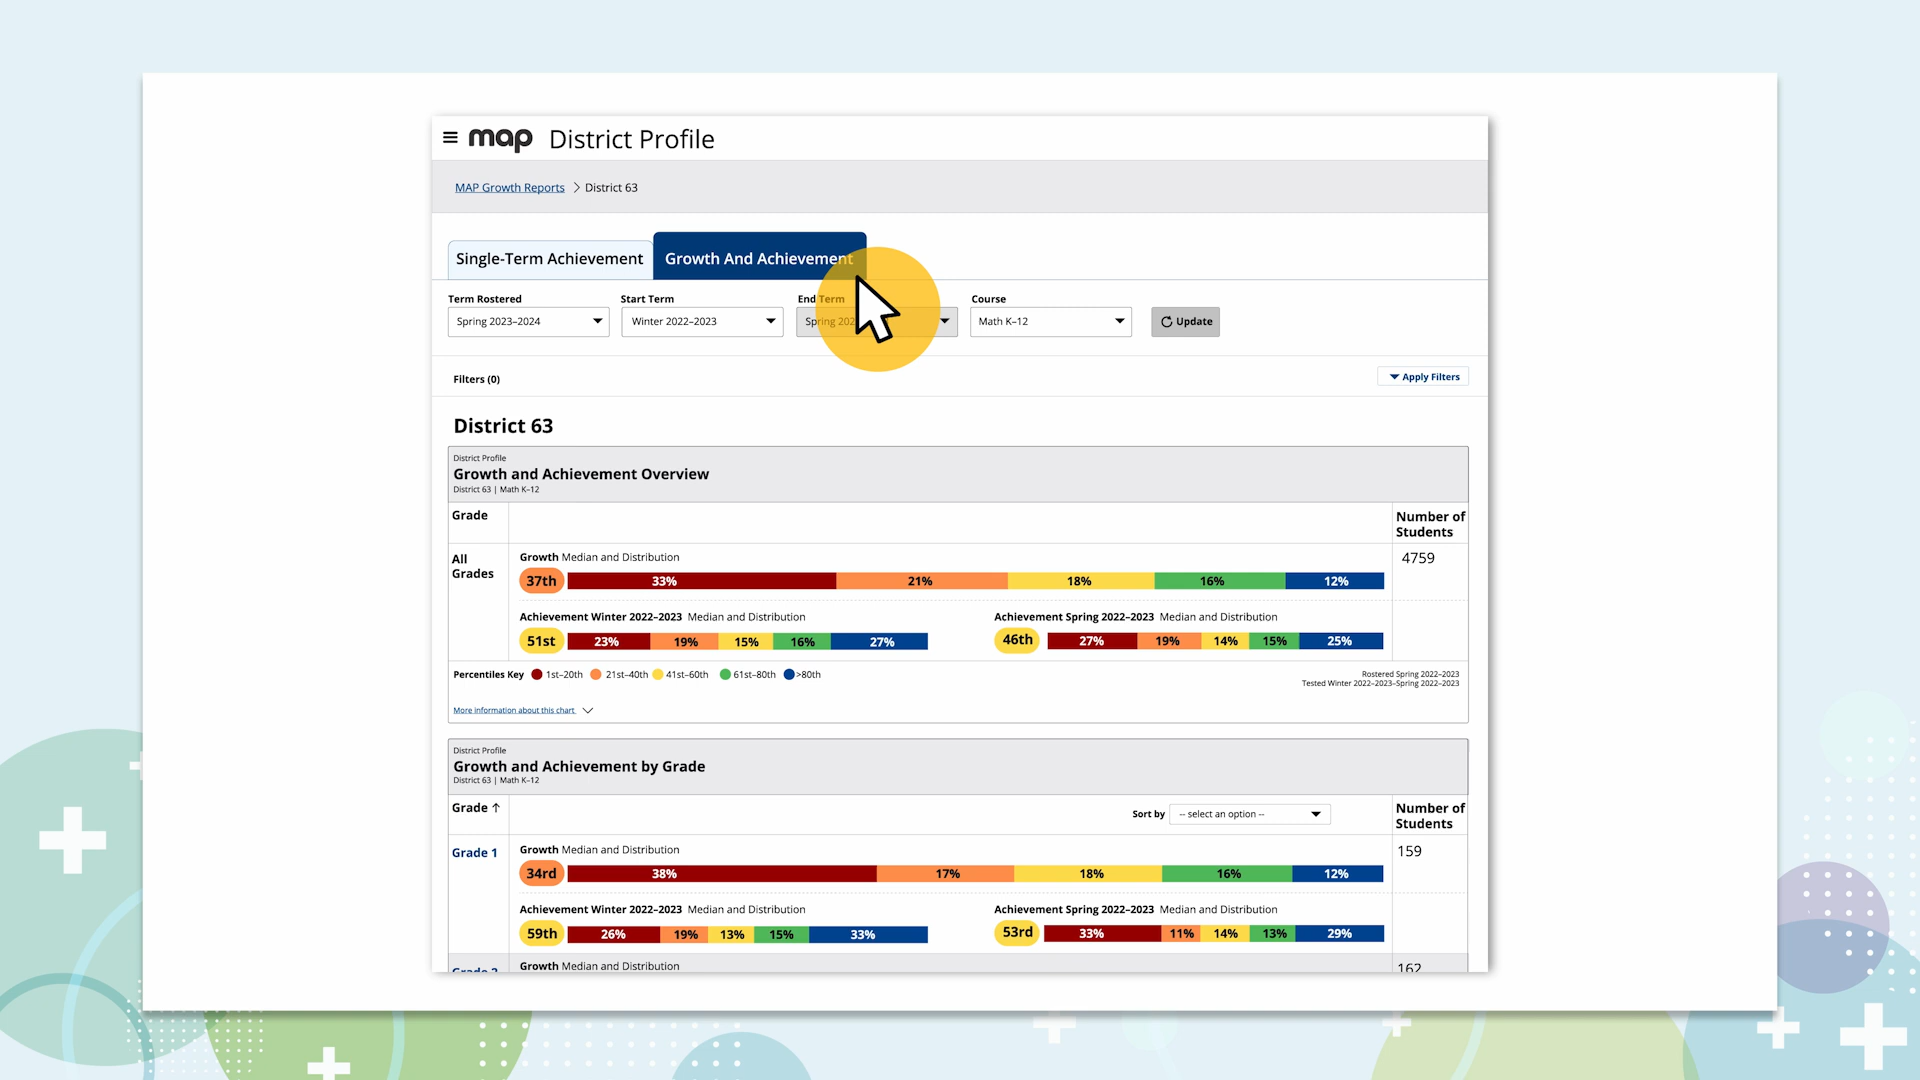 map District Profile
MAP Growth Reports > District 63
Single-Term Achievement Growth And Achievement
Term Rostered Start Term End Term Course
Spring 2023–2024 Winter 2022–2023 Spring Math K–12 Update
Filters (0) Apply Filters
District 63
District Profile
Growth and Achievement Overview
District 63 | Math K–12
Grade Number of Students
All Grades Growth Median and Distribution 4759
37th 33% 21% 18% 16% 12%
Achievement Winter 2022–2023 Median and Distribution Achievement Spring 2022–2023 Median and Distribution
51st 23% 19% 15% 16% 27% 46th 27% 19% 14% 15% 25%
Percentiles Key 1st–20th 21st–40th 41st–60th 61st–80th >80th
Rostered Spring 2022–2023
Tested Winter 2022–2023–Spring 2022–2023
More information about this chart
District Profile
Growth and Achievement by Grade
District 63 | Math K–12
Grade ↑ Sort by -- select an option -- Number of Students
Grade 1 Growth Median and Distribution 159
34rd 38% 17% 18% 16% 12%
Achievement Winter 2022–2023 Median and Distribution Achievement Spring 2022–2023 Median and Distribution
59th 26% 19% 13% 15% 33% 53rd 33% 11% 14% 13% 29%
Grade 2 Growth Median and Distribution 162